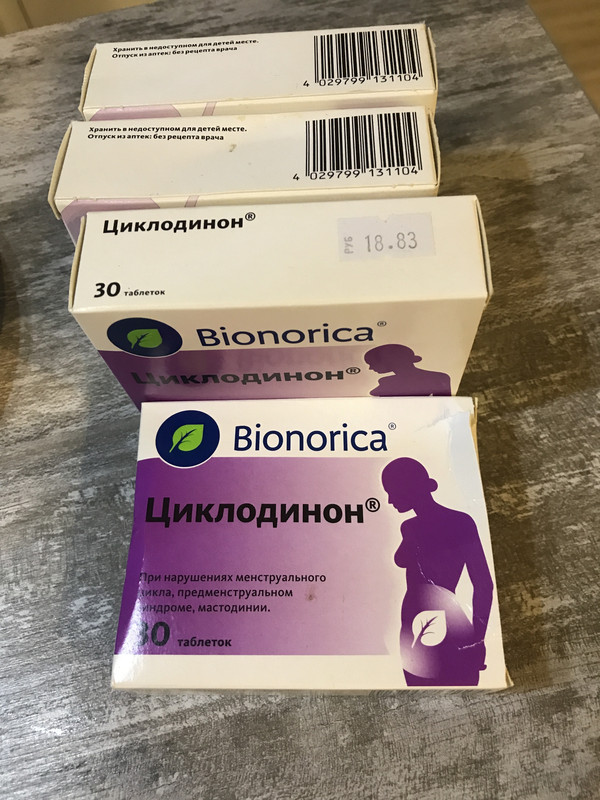 Хранить в недоступном для детей месте.
Отпуск из аптек: без рецепта врача
4 029799 131104
Хранить в недоступном для детей месте.
Отпуск из аптек: без рецепта врача
4 029799 131104
Циклодинон®
РУБ 18.83
30 таблеток
Bionorica®
Циклодинон®
Bionorica®
Циклодинон®
При нарушениях менструального
цикла, предменструальном
синдроме, мастодинии.
30 таблеток